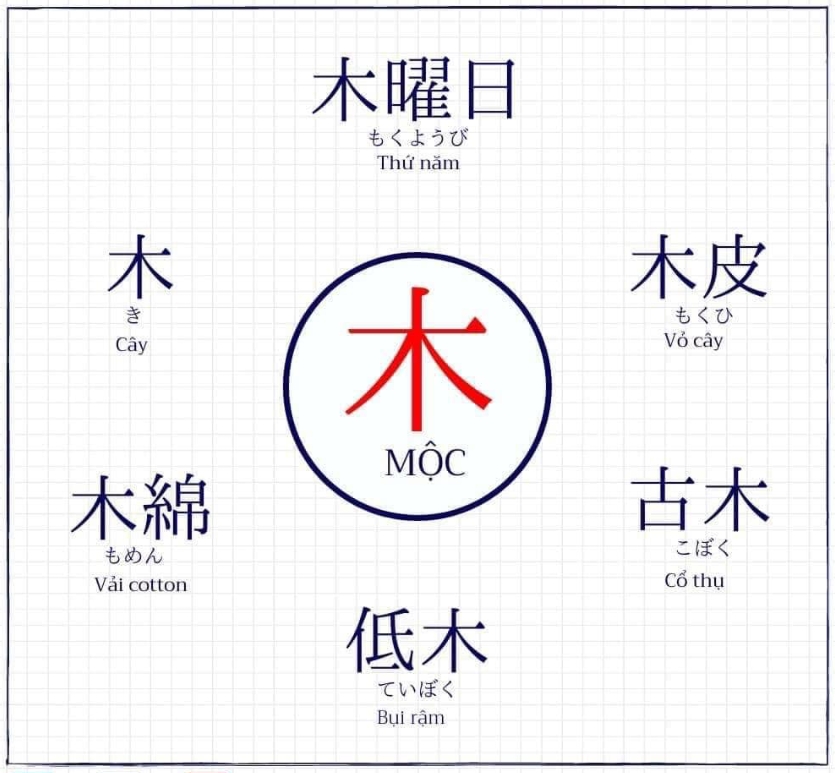 木曜日
もくようび
Thứ năm
木
き
Cây
木皮
もくひ
Vỏ cây
木
MỘC
木綿
もめん
Vải cotton
古木
こぼく
Cổ thụ
低木
ていぼく
Bụi rậm